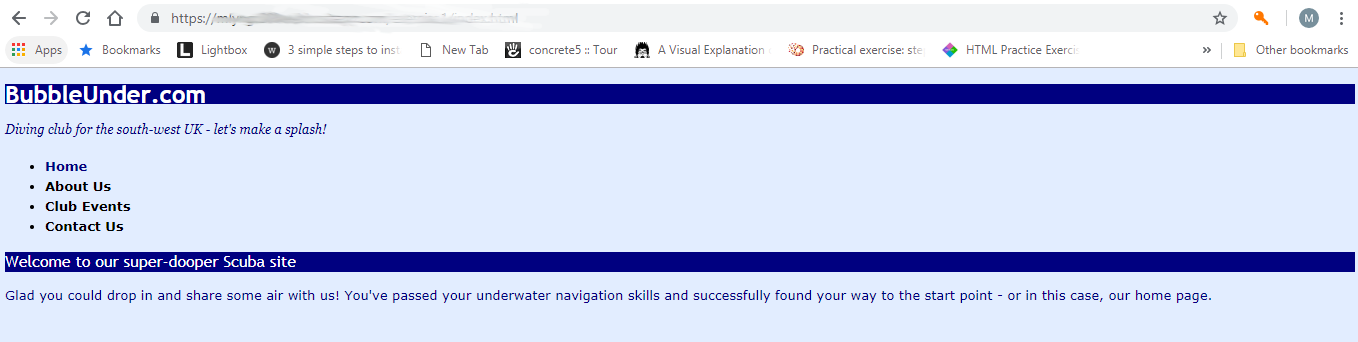 https://
Apps Bookmarks Lightbox 3 simple steps to inst New Tab concrete5 :: Tour A Visual Explanation Practical exercise: ste HTML Practice Exercis » Other bookmarks
M
BubbleUnder.com
Diving club for the south-west UK - let's make a splash!
• Home
• About Us
• Club Events
• Contact Us
Welcome to our super-dooper Scuba site
Glad you could drop in and share some air with us! You've passed your underwater navigation skills and successfully found your way to the start point - or in this case, our home page.